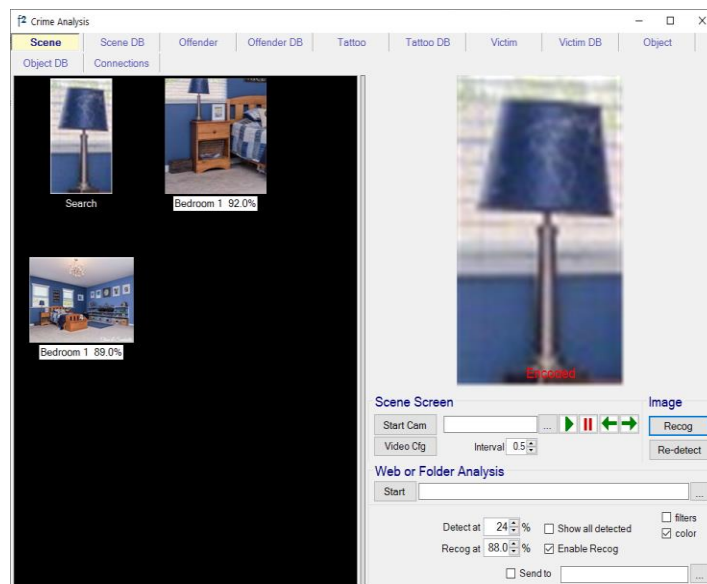 f² Crime Analysis
Scene Scene DB Offender Offender DB Tattoo Tattoo DB Victim Victim DB Object
Object DB Connections
Search
Bedroom 1 92.0%
Bedroom 1 89.0%
Encoded
Scene Screen Image
Start Cam ... Recog
Video Cfg Interval 0.5 Re-detect
Web or Folder Analysis
Start ...
Detect at 24 % Show all detected filters
Recog at 88.0 % Enable Recog color
Send to ...